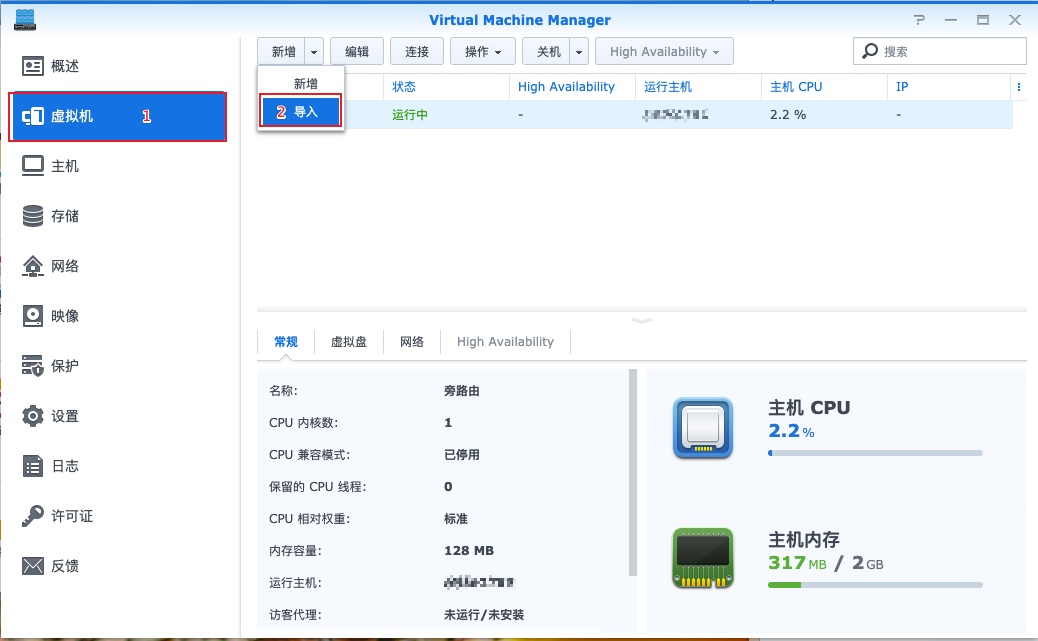 Virtual Machine Manager
概述
虚拟机 1
主机
存储
网络
映像
保护
设置
日志
许可证
反馈
新增 编辑 连接 操作 关机 High Availability 搜索
新增
2 导入
状态 High Availability 运行主机 主机 CPU IP
运行中 - 2.2 % -
常规 虚拟盘 网络 High Availability
名称: 旁路由
CPU 内核数: 1
CPU 兼容模式: 已停用
保留的 CPU 线程: 0
CPU 相对权重: 标准
内存容量: 128 MB
运行主机:
访客代理: 未运行/未安装
主机 CPU
2.2 %
主机内存
317 MB / 2 GB